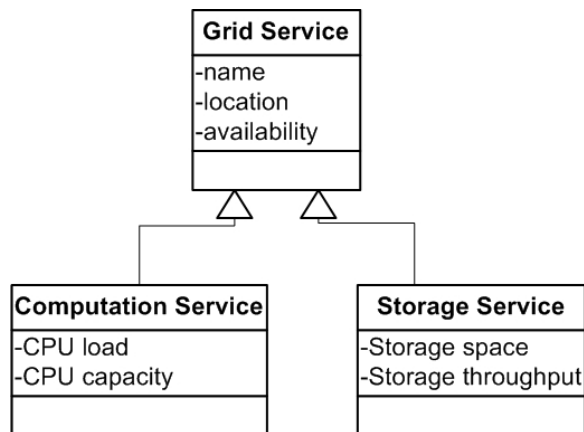 Grid Service
-name
-location
-availability
Computation Service
-CPU load
-CPU capacity
Storage Service
-Storage space
-Storage throughput